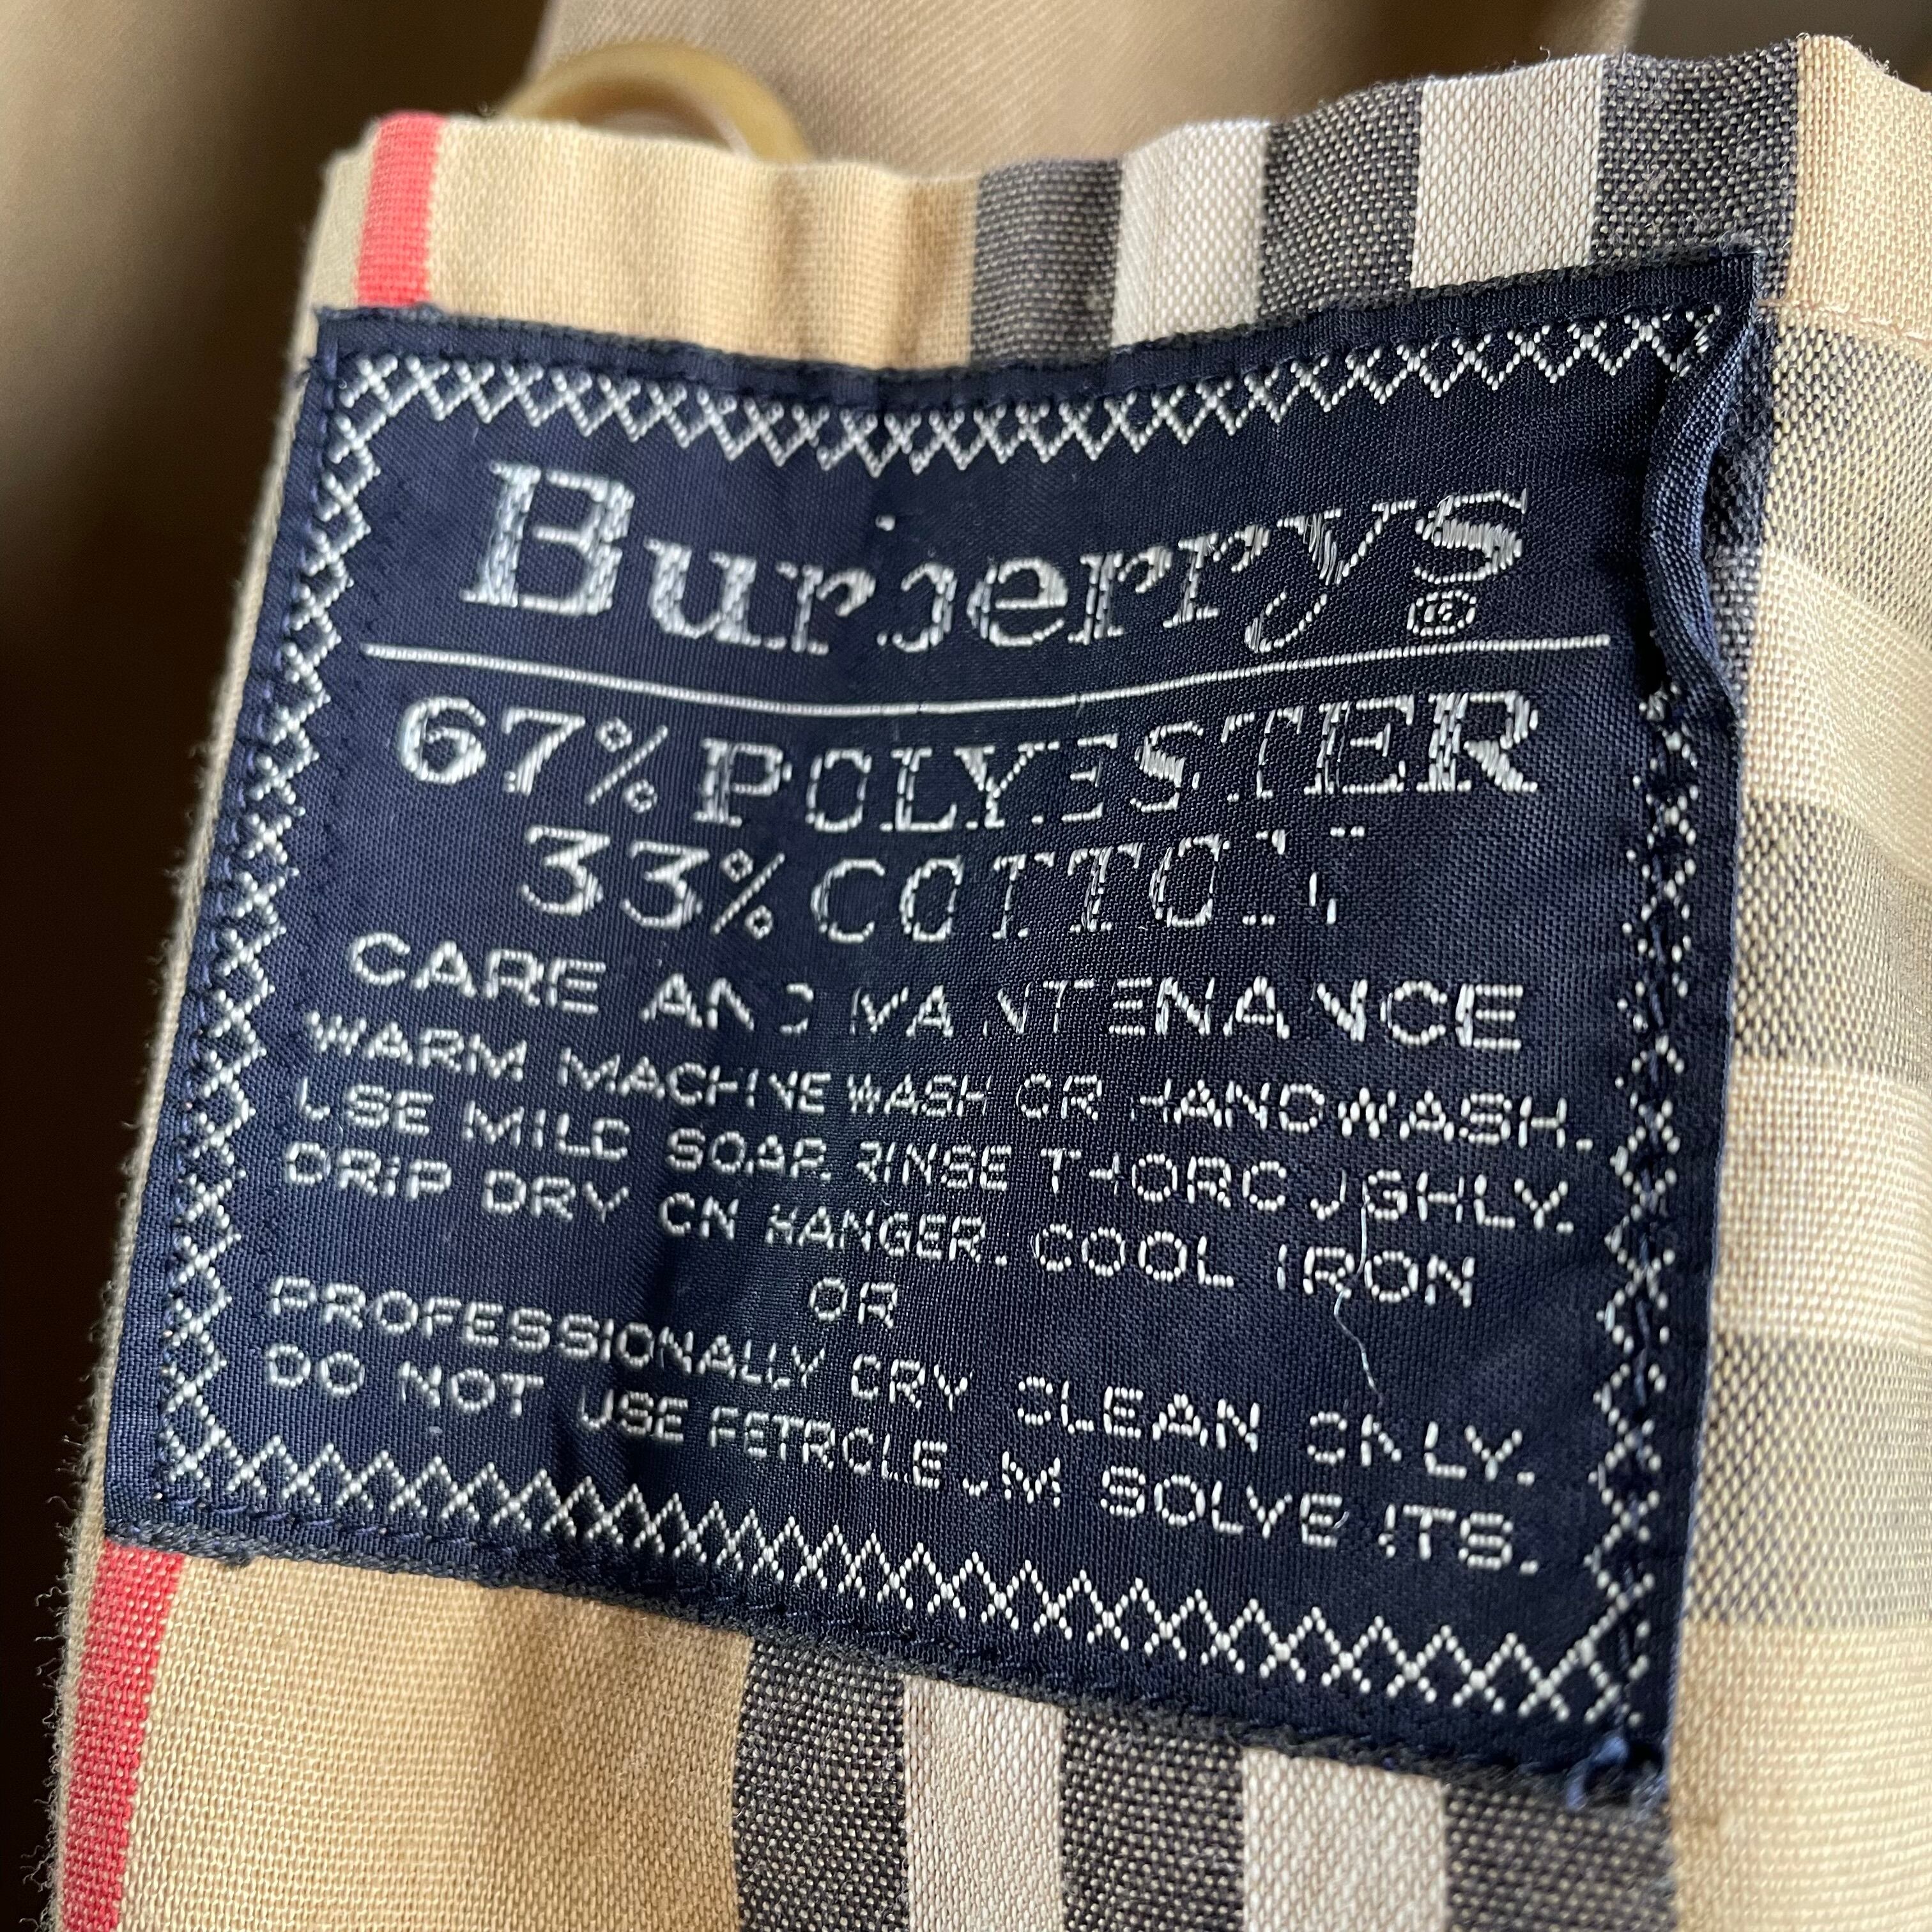 Burberrys ®
67% POLYESTER
33% COTTON
CARE AND MAINTENANCE
WARM MACHINE WASH OR HANDWASH.
USE MILD SOAP. RINSE THOROUGHLY.
DRIP DRY ON HANGER. COOL IRON
OR
PROFESSIONALLY DRY CLEAN ONLY.
DO NOT USE PETROLEUM SOLVENTS.